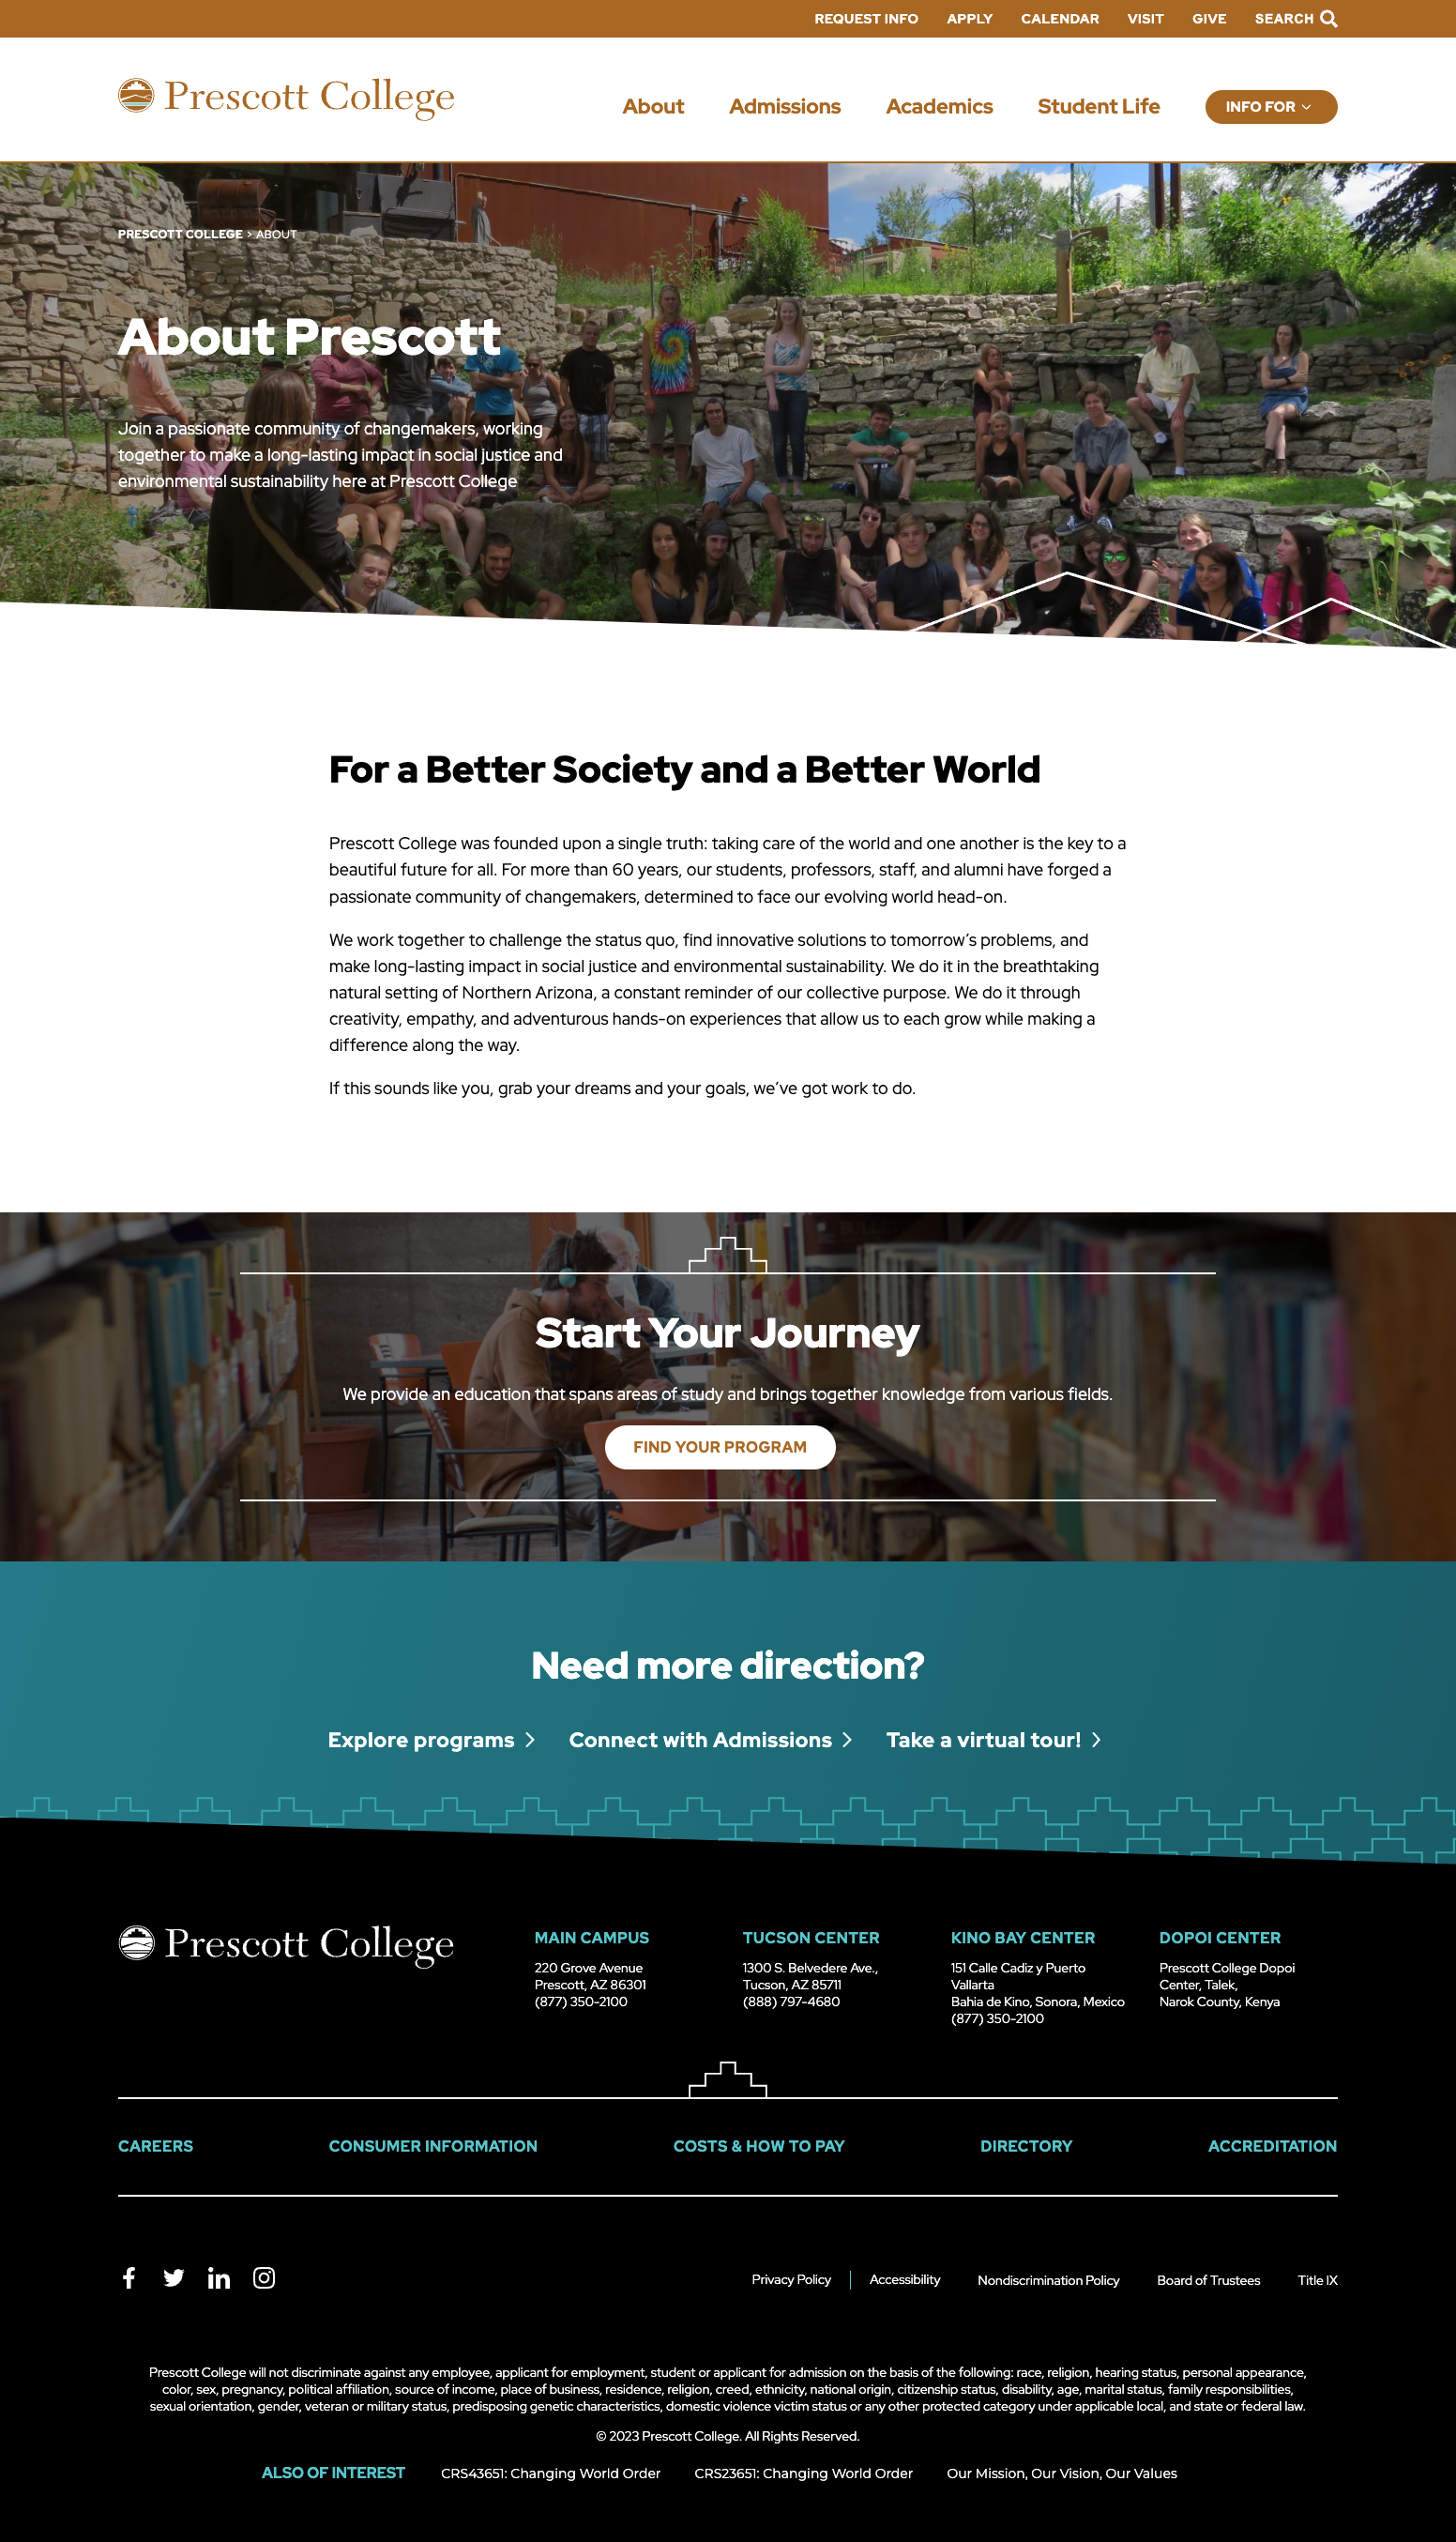 REQUEST INFO APPLY CALENDAR VISIT GIVE SEARCH
Prescott College
About Admissions Academics Student Life INFO FOR
PRESCOTT COLLEGE > ABOUT
About Prescott
Join a passionate community of changemakers, working
together to make a long-lasting impact in social justice and
environmental sustainability here at Prescott College
For a Better Society and a Better World
Prescott College was founded upon a single truth: taking care of the world and one another is the key to a
beautiful future for all. For more than 60 years, our students, professors, staff, and alumni have forged a
passionate community of changemakers, determined to face our evolving world head-on.
We work together to challenge the status quo, find innovative solutions to tomorrow’s problems, and
make long-lasting impact in social justice and environmental sustainability. We do it in the breathtaking
natural setting of Northern Arizona, a constant reminder of our collective purpose. We do it through
creativity, empathy, and adventurous hands-on experiences that allow us to each grow while making a
difference along the way.
If this sounds like you, grab your dreams and your goals, we’ve got work to do.
Start Your Journey
We provide an education that spans areas of study and brings together knowledge from various fields.
FIND YOUR PROGRAM
Need more direction?
Explore programs Connect with Admissions Take a virtual tour!
Prescott College
MAIN CAMPUS
220 Grove Avenue
Prescott, AZ 86301
(877) 350-2100
TUCSON CENTER
1300 S. Belvedere Ave.,
Tucson, AZ 85711
(888) 797-4680
KINO BAY CENTER
151 Calle Cadiz y Puerto
Vallarta
Bahia de Kino, Sonora, Mexico
(877) 350-2100
DOPOI CENTER
Prescott College Dopoi
Center, Talek,
Narok County, Kenya
CAREERS CONSUMER INFORMATION COSTS & HOW TO PAY DIRECTORY ACCREDITATION
Privacy Policy Accessibility Nondiscrimination Policy Board of Trustees Title IX
Prescott College will not discriminate against any employee, applicant for employment, student or applicant for admission on the basis of the following: race, religion, hearing status, personal appearance,
color, sex, pregnancy, political affiliation, source of income, place of business, residence, religion, creed, ethnicity, national origin, citizenship status, disability, age, marital status, family responsibilities,
sexual orientation, gender, veteran or military status, predisposing genetic characteristics, domestic violence victim status or any other protected category under applicable local, and state or federal law.
© 2023 Prescott College. All Rights Reserved.
ALSO OF INTEREST CRS43651: Changing World Order CRS23651: Changing World Order Our Mission, Our Vision, Our Values